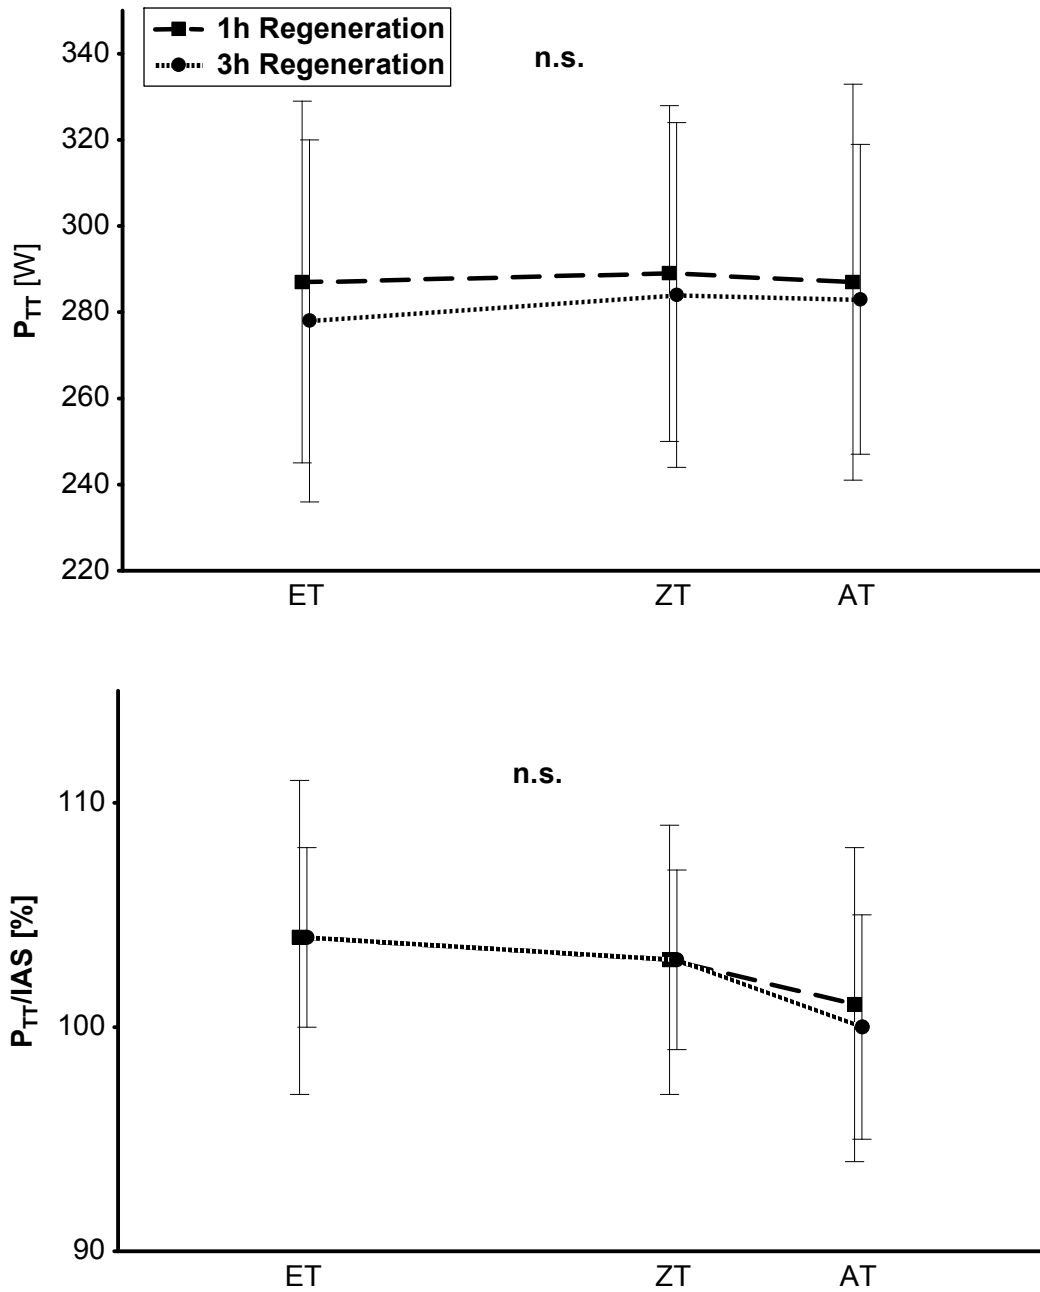 1h Regeneration
3h Regeneration
n.s.
340
320
300
280
260
240
220
P_TT [W]
ET ZT AT
n.s.
110
100
90
P_TT/IAS [%]
ET ZT AT